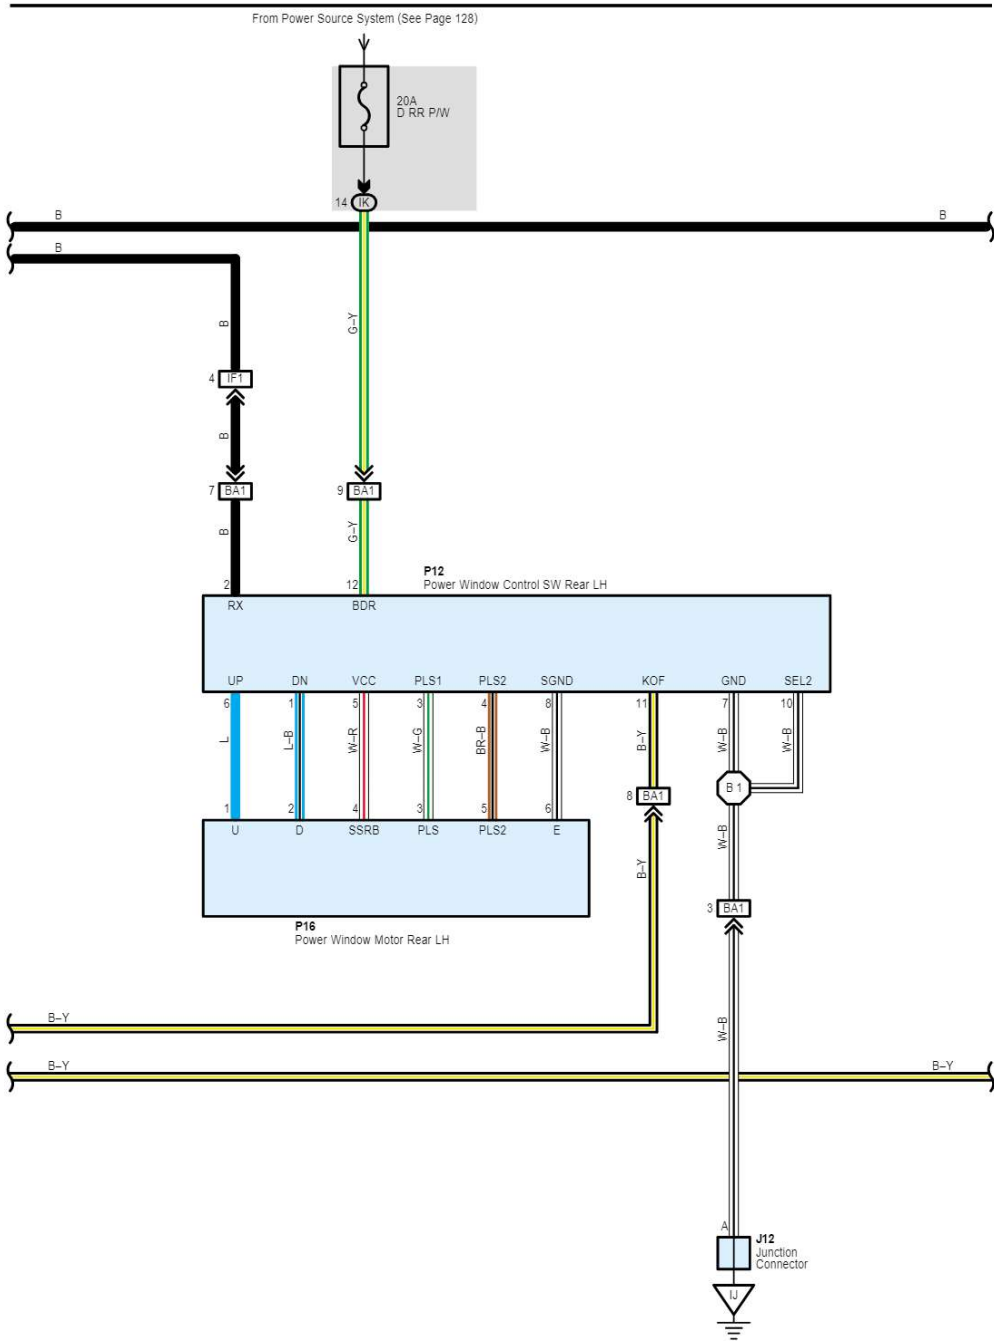 From Power Source System (See Page 128)
20A
D RR P/W
14 IK
B B
B
B G–Y
4 IF1
B
7 BA1 9 BA1
B G–Y
P12
Power Window Control SW Rear LH
2 12
RX BDR
UP DN VCC PLS1 PLS2 SGND KOF GND SEL2
6 1 5 3 4 8 11 7 10
L L–B W–R W–G BR–B W–B B–Y W–B W–B
B 1
8 BA1
1 2 4 3 5 6
U D SSRB PLS PLS2 E
W–B
B–Y
3 BA1
P16
Power Window Motor Rear LH
B–Y
W–B
B–Y B–Y
A
J12
Junction
Connector
IJ